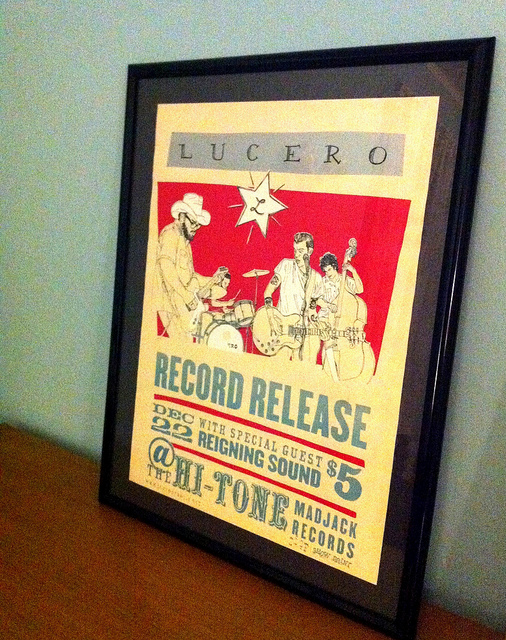 LUCERO
L
RECORD RELEASE
DEC 22 WITH SPECIAL GUEST REIGNING SOUND $5
@ THE HI-TONE
MADJACK RECORDS